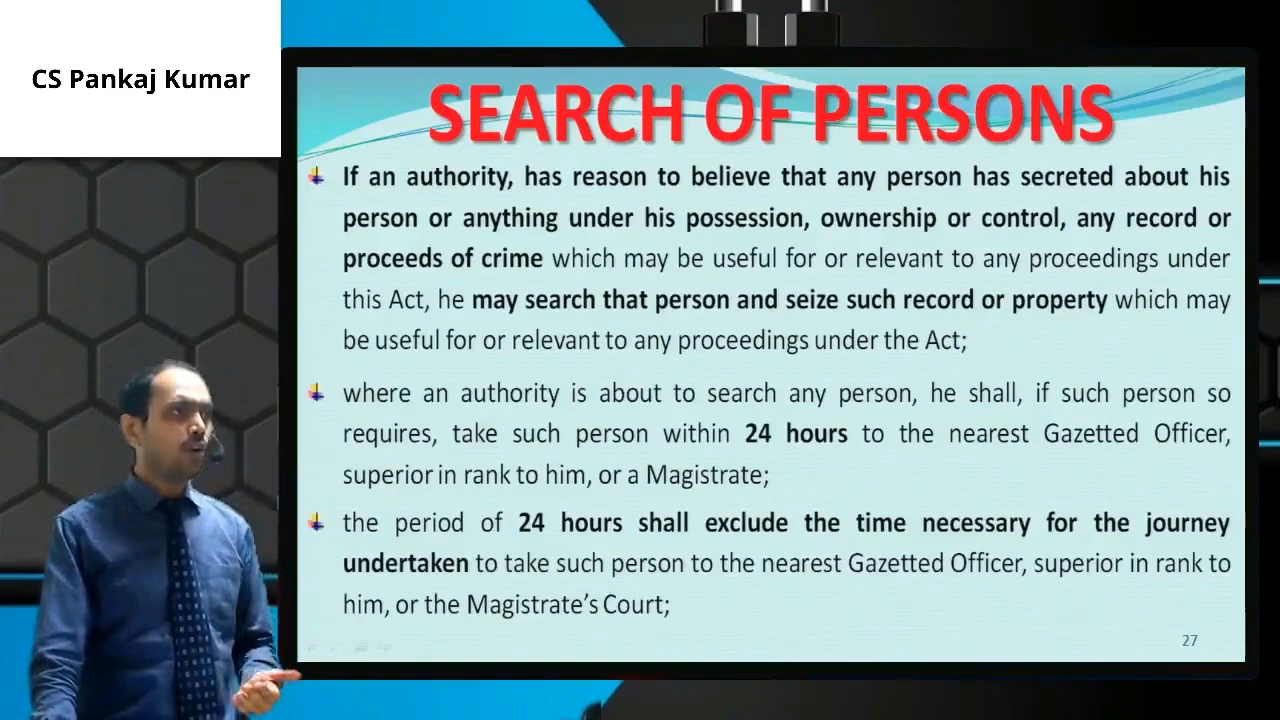 CS Pankaj Kumar
SEARCH OF PERSONS
If an authority, has reason to believe that any person has secreted about his
person or anything under his possession, ownership or control, any record or
proceeds of crime which may be useful for or relevant to any proceedings under
this Act, he may search that person and seize such record or property which may
be useful for or relevant to any proceedings under the Act;
where an authority is about to search any person, he shall, if such person so
requires, take such person within 24 hours to the nearest Gazetted Officer,
superior in rank to him, or a Magistrate;
the period of 24 hours shall exclude the time necessary for the journey
undertaken to take such person to the nearest Gazetted Officer, superior in rank to
him, or the Magistrate’s Court;
27